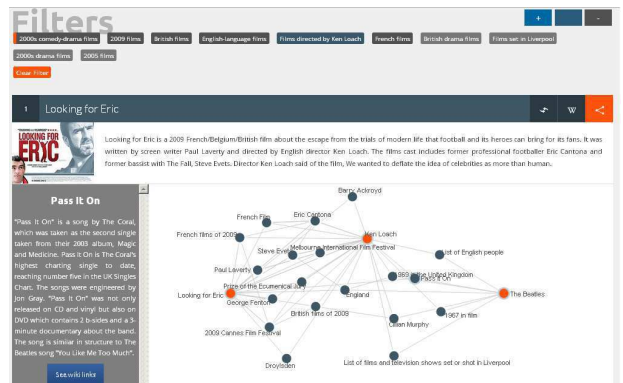 Filters
+
-
2000s comedy-drama films 2009 films British films English-language films Films directed by Ken Loach French films British drama films Films set in Liverpool
2000s drama films 2005 films
Clear Filter
1 Looking for Eric W
LOOKING FOR
ERIC
Looking for Eric is a 2009 French/Belgium/British film about the escape from the trials of modern life that football and its heroes can bring for its fans. It was
written by screen writer Paul Laverty and directed by English director Ken Loach. The films cast includes former professional footballer Eric Cantona and
former bassist with The Fall, Steve Evets. Director Ken Loach said of the film, We wanted to deflate the idea of celebrities as more than human.
Pass It On
"Pass It On" is a song by The Coral,
which was taken as the second single
taken from their 2003 album, Magic
and Medicine. Pass It On is The Coral's
highest charting single to date,
reaching number five in the UK Singles
Chart. The songs were engineered by
Jon Gray. "Pass It On" was not only
released on CD and vinyl but also on
DVD which contains 2 b-sides and a 3-
minute documentary about the band.
The song is similar in structure to The
Beatles song "You Like Me Too Much".
See wiki links
Barry Ackroyd
French Film
Eric Cantona
French films of 2009
Ken Loach
Steve Evets
Melbourne International Film Festival
List of English people
Paul Laverty
1969 in the United Kingdom
Pass It On
Prize of the Ecumenical Jury
Looking for Eric
George Fenton
England
The Beatles
British films of 2009
1967 in film
Cillian Murphy
2009 Cannes Film Festival
Droylsden
List of films and television shows set or shot in Liverpool